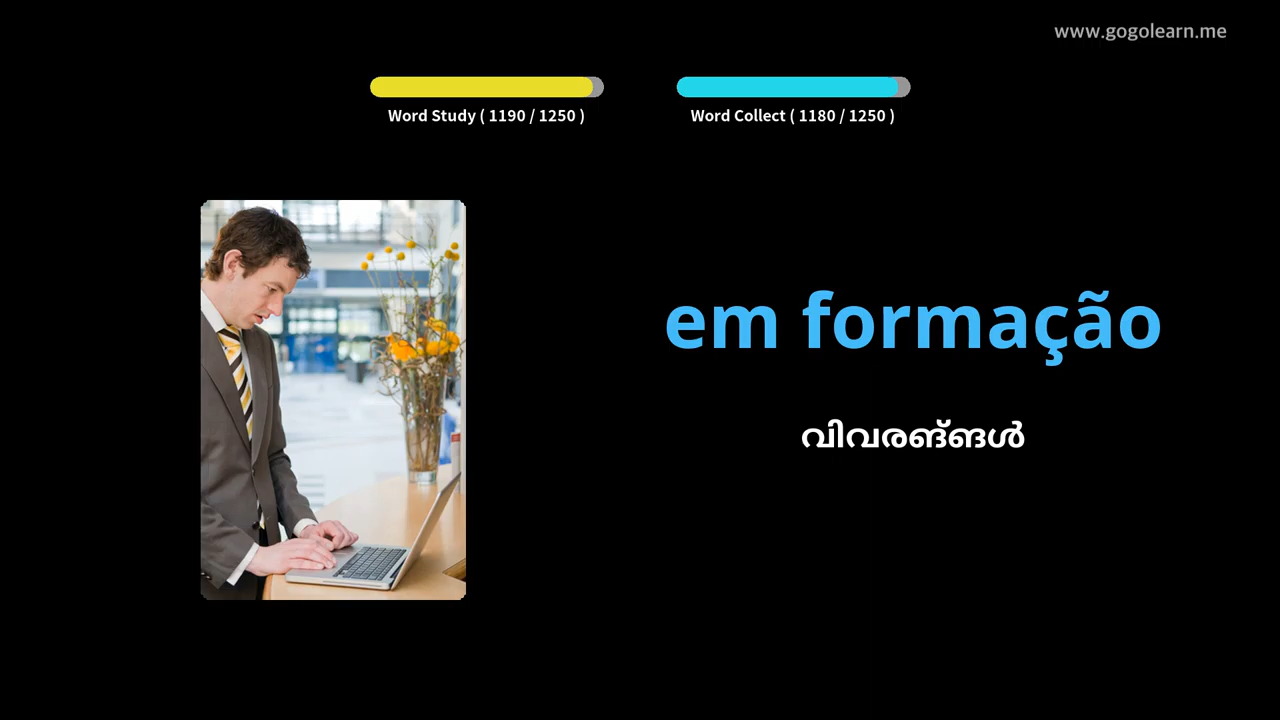 www.gogolearn.me
Word Study ( 1190 / 1250 )
Word Collect ( 1180 / 1250 )
em formação
വിവരങ്ങൾ